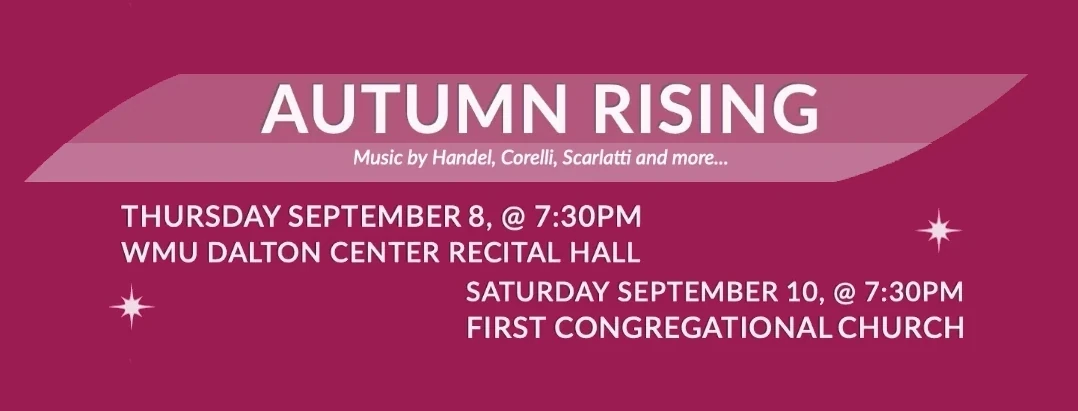 AUTUMN RISING
Music by Handel, Corelli, Scarlatti and more...
THURSDAY SEPTEMBER 8, @ 7:30PM
WMU DALTON CENTER RECITAL HALL
SATURDAY SEPTEMBER 10, @ 7:30PM
FIRST CONGREGATIONAL CHURCH